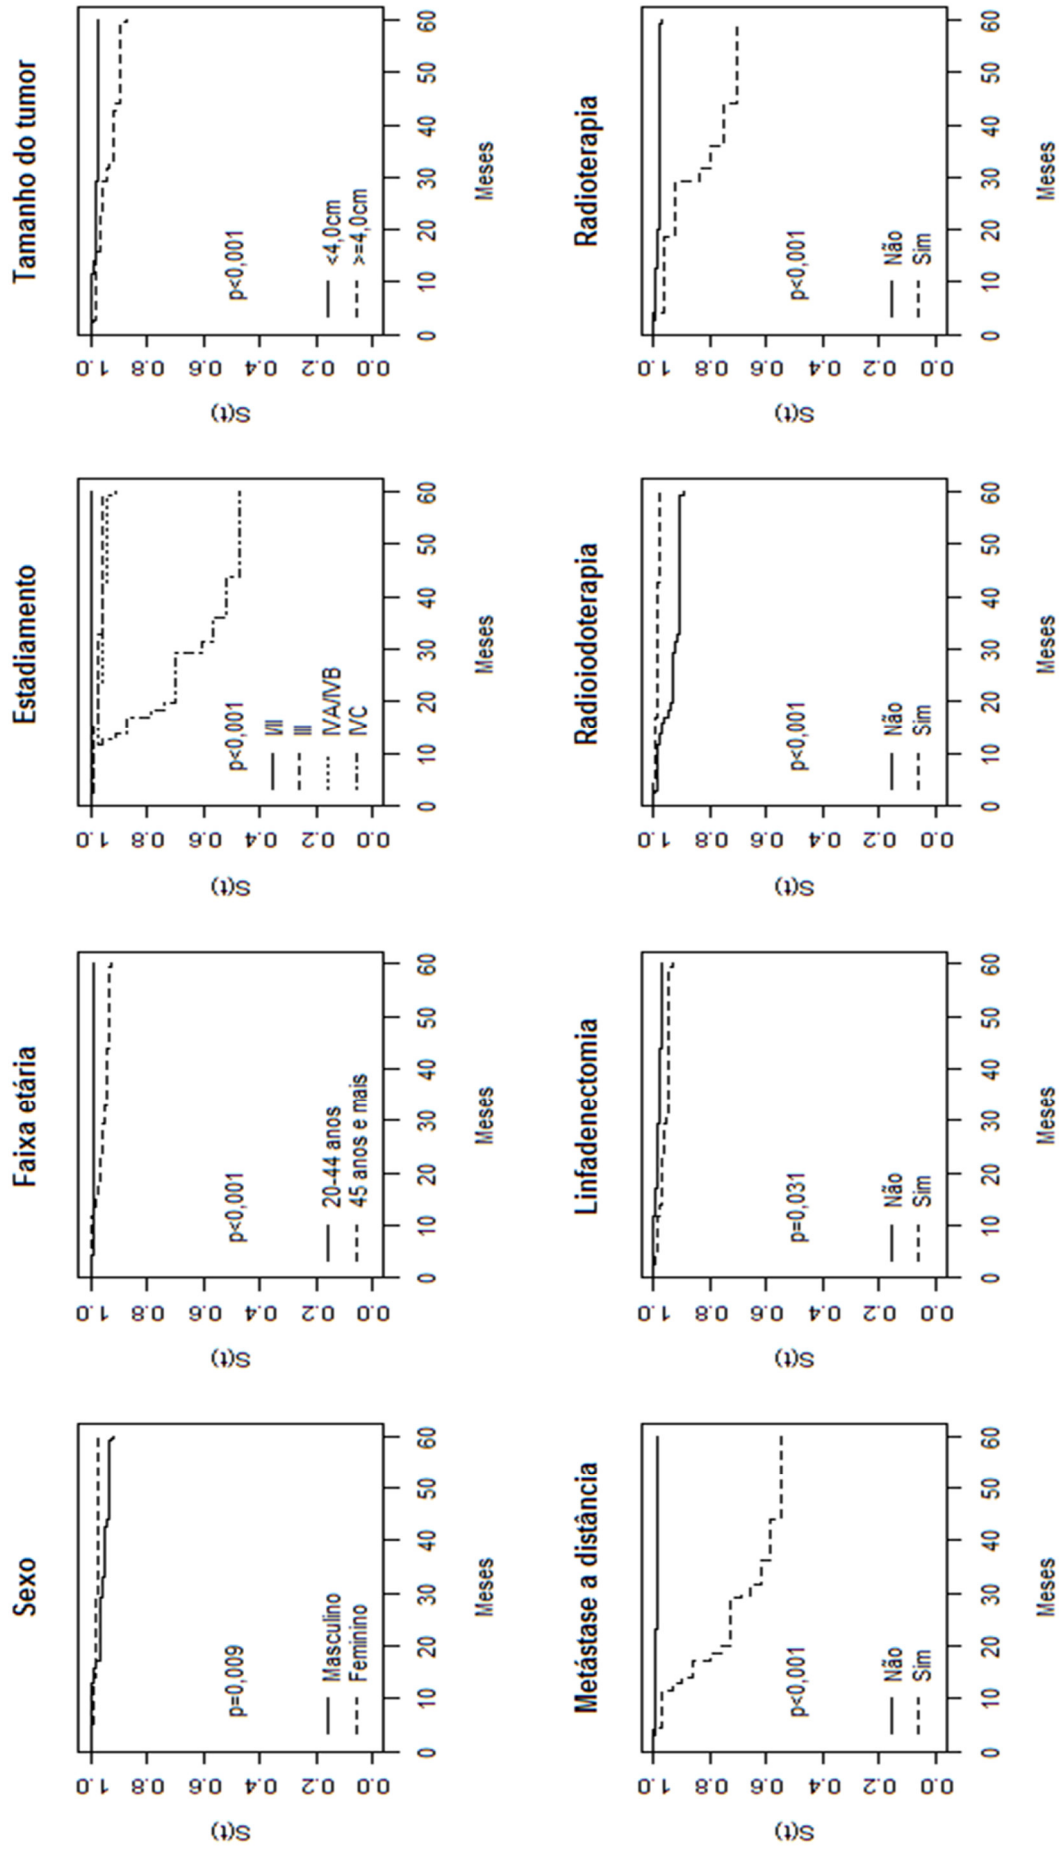 Sexo
S(t)
1.0
0.8
0.6
0.4
0.2
0.0
p=0,009
Masculino
Feminino
0 10 20 30 40 50 60
Meses
Faixa etária
S(t)
1.0
0.8
0.6
0.4
0.2
0.0
p<0,001
20-44 anos
45 anos e mais
0 10 20 30 40 50 60
Meses
Estadiamento
S(t)
1.0
0.8
0.6
0.4
0.2
0.0
p<0,001
I/II
III
IVA/IVB
IVC
0 10 20 30 40 50 60
Meses
Tamanho do tumor
S(t)
1.0
0.8
0.6
0.4
0.2
0.0
p<0,001
<4,0cm
>=4,0cm
0 10 20 30 40 50 60
Meses
Metástase a distância
S(t)
1.0
0.8
0.6
0.4
0.2
0.0
p<0,001
Não
Sim
0 10 20 30 40 50 60
Meses
Linfadenectomia
S(t)
1.0
0.8
0.6
0.4
0.2
0.0
p=0,031
Não
Sim
0 10 20 30 40 50 60
Meses
Radioiodoterapia
S(t)
1.0
0.8
0.6
0.4
0.2
0.0
p<0,001
Não
Sim
0 10 20 30 40 50 60
Meses
Radioterapia
S(t)
1.0
0.8
0.6
0.4
0.2
0.0
p<0,001
Não
Sim
0 10 20 30 40 50 60
Meses